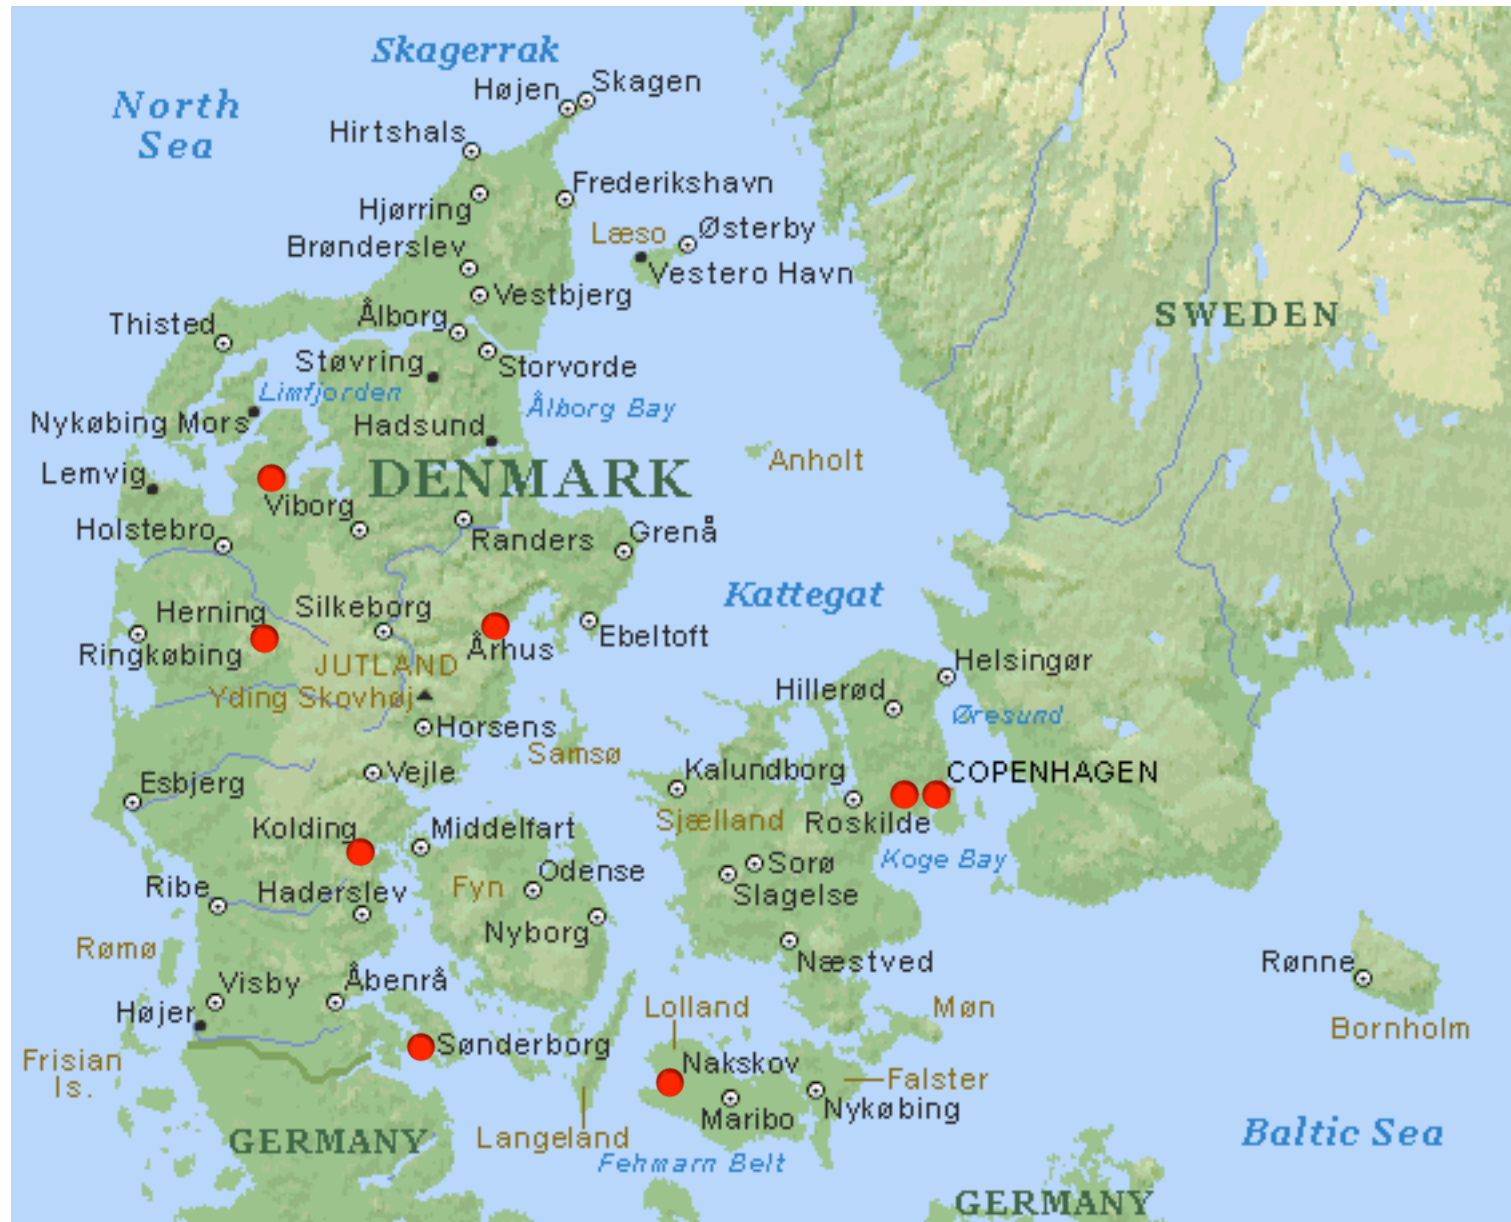 Skagerrak
Højen
Skagen
North
Sea
Hirtshals
Frederikshavn
Hjørring
Læso
Østerby
Brønderslev
Vestero Havn
Vestbjerg
SWEDEN
Thisted
Ålborg
Støvring
Storvorde
Limfjorden
Ålborg Bay
Nykøbing Mors
Hadsund
Anholt
Lemvig
DENMARK
Viborg
Holstebro
Randers
Grenå
Kattegat
Herning
Silkeborg
Århus
Ebeltoft
Ringkøbing
JUTLAND
Helsingør
Yding Skovhøj
Hillerød
Øresund
Horsens
Samsø
Esbjerg
Vejle
Kalundborg
COPENHAGEN
Kolding
Middelfart
Sjælland
Roskilde
Koge Bay
Ribe
Haderslev
Fyn
Odense
Sorø
Slagelse
Rømø
Nyborg
Næstved
Rønne
Visby
Åbenrå
Højer
Lolland
Møn
Bornholm
Frisian
Is.
Sønderborg
Nakskov
Falster
Maribo
Nykøbing
GERMANY
Langeland
Fehmarn Belt
Baltic Sea
GERMANY